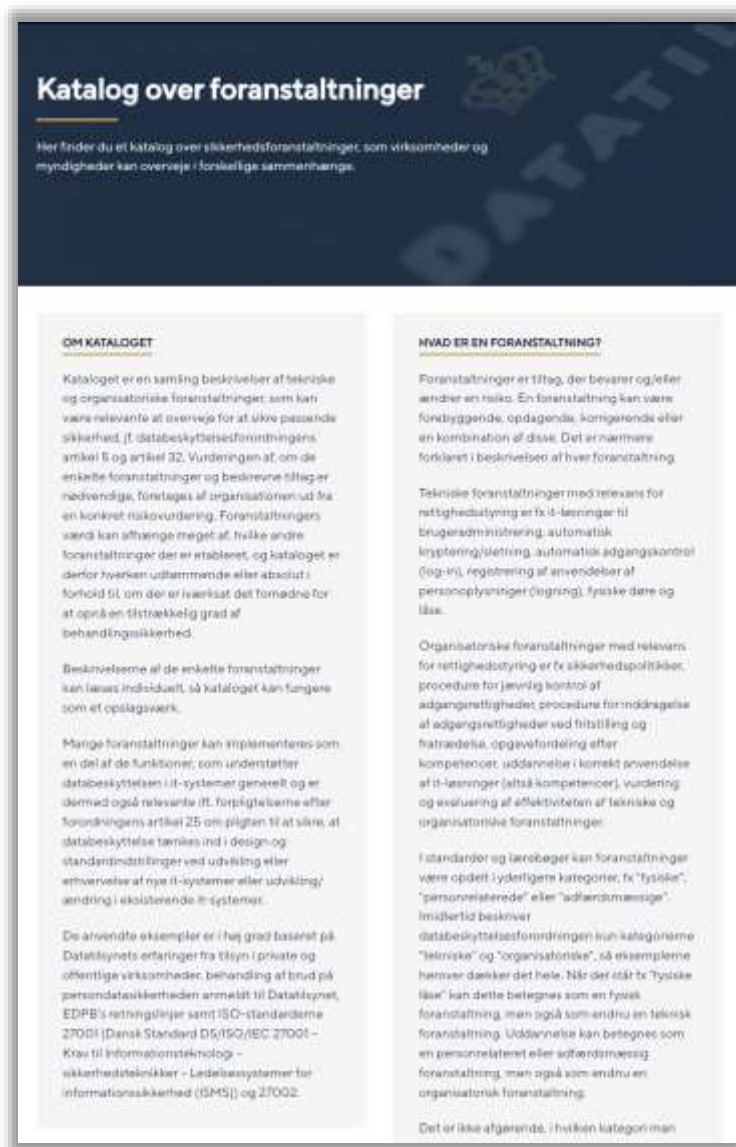 Katalog over foranstaltninger
DATATIL
Her finder du et katalog over sikkerhedsforanstaltninger, som virksomheder og
myndigheder kan overveje i forskellige sammenhænge.
OM KATALOGET
Kataloget er en samling beskrivelser af tekniske
og organisatoriske foranstaltninger, som kan
være relevante at overveje for at sikre passende
sikkerhed, jf. databeskyttelsesforordningens
artikel 5 og artikel 32. Vurderingen af, om de
enkelte foranstaltninger og beskrevne tiltag er
nødvendige, foretages af organisationen ud fra
en konkret risikovurdering. Foranstaltningers
værdi kan afhænge meget af, hvilke andre
foranstaltninger der er etableret, og kataloget er
derfor hverken udtømmende eller absolut i
forhold til, om der er iværksat det fornødne for
at opnå en tilstrækkelig grad af
behandlingssikkerhed.
Beskrivelserne af de enkelte foranstaltninger
kan læses individuelt, så kataloget kan fungere
som et opslagsværk.
Mange foranstaltninger kan implementeres som
en del af de funktioner, som understøtter
databeskyttelsen i it-systemer generelt og er
dermed også relevante ift. forpligtelserne efter
forordningens artikel 25 om pligten til at sikre, at
databeskyttelse tænkes ind i design og
standardindstillinger ved udvikling eller
erhvervelse af nye it-systemer eller udvikling/
ændring i eksisterende it-systemer.
De anvendte eksempler er i høj grad baseret på
Datatilsynets erfaringer fra tilsyn i private og
offentlige virksomheder, behandling af brud på
persondatasikkerheden anmeldt til Datatilsynet,
EDPB's retningslinjer samt ISO-standarderne
27001 (Dansk Standard DS/ISO/IEC 27001 –
Krav til Informationsteknologi –
sikkerhedsteknikker – Ledelsessystemer for
informationssikkerhed (ISMS)) og 27002.
HVAD ER EN FORANSTALTNING?
Foranstaltninger er tiltag, der bevarer og/eller
ændrer en risiko. En foranstaltning kan være
forebyggende, opdagende, korrigerende eller
en kombination af disse. Det er nærmere
forklaret i beskrivelsen af hver foranstaltning.
Tekniske foranstaltninger med relevans for
rettighedsstyring er fx it-løsninger til
brugeradministrering, automatisk
kryptering/sletning, automatisk adgangskontrol
(log-in), registrering af anvendelser af
personoplysninger (logning), fysiske døre og
låse.
Organisatoriske foranstaltninger med relevans
for rettighedsstyring er fx sikkerhedspolitikker,
procedure for jævnlig kontrol af
adgangsrettigheder, procedure for inddragelse
af adgangsrettigheder ved fritstilling og
fratrædelse, opgavefordeling efter
kompetencer, uddannelse i korrekt anvendelse
af it-løsninger (altså kompetencer), vurdering
og evaluering af effektiviteten af tekniske og
organisatoriske foranstaltninger.
I standarder og lærebøger kan foranstaltninger
være opdelt i yderligere kategorier, fx "fysiske",
"personrelaterede" eller "adfærdsmæssige".
Imidlertid beskriver
databeskyttelsesforordningen kun kategorierne
"tekniske" og "organisatoriske", så eksemplerne
herover dækker det hele. Når der står fx "fysiske
låse" kan dette betegnes som en fysisk
foranstaltning, men også som endnu en teknisk
foranstaltning. Uddannelse kan betegnes som
en personrelateret eller adfærdsmæssig
foranstaltning, men også som endnu en
organisatorisk foranstaltning.
Det er ikke afgørende, i hvilken kategori man